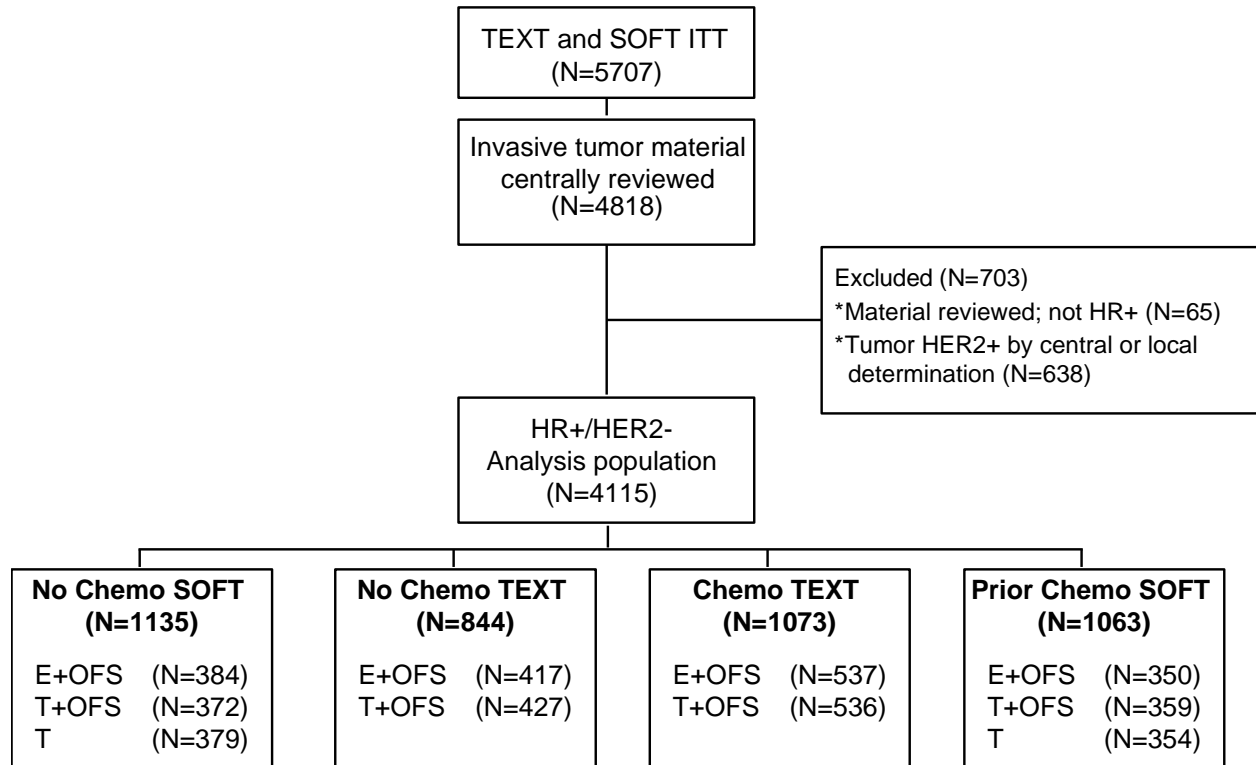 TEXT and SOFT ITT
(N=5707)
Invasive tumor material
centrally reviewed
(N=4818)
Excluded (N=703)
*Material reviewed; not HR+ (N=65)
*Tumor HER2+ by central or local
determination (N=638)
HR+/HER2-
Analysis population
(N=4115)
No Chemo SOFT
(N=1135)
E+OFS (N=384)
T+OFS (N=372)
T (N=379)
No Chemo TEXT
(N=844)
E+OFS (N=417)
T+OFS (N=427)
Chemo TEXT
(N=1073)
E+OFS (N=537)
T+OFS (N=536)
Prior Chemo SOFT
(N=1063)
E+OFS (N=350)
T+OFS (N=359)
T (N=354)